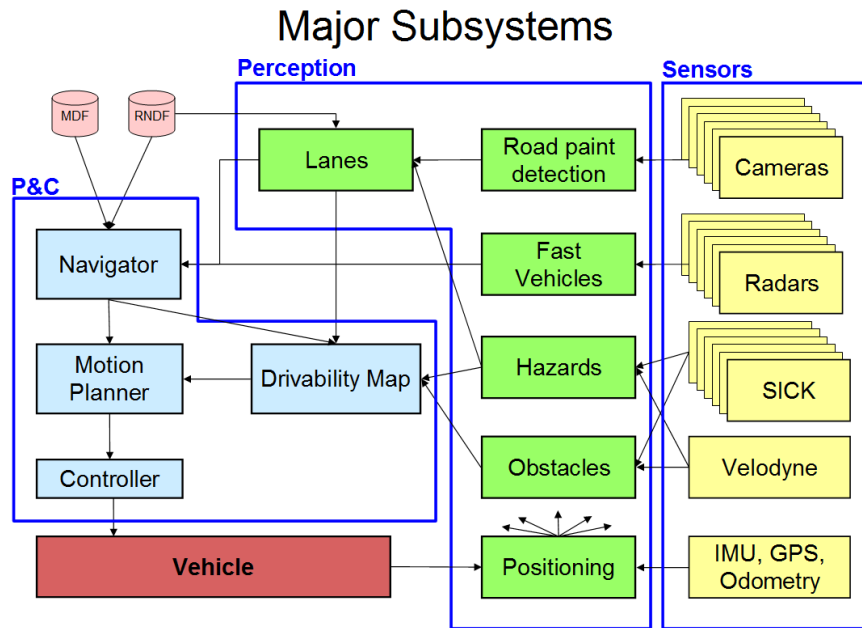 Major Subsystems
Perception
Sensors
MDF
RNDF
Lanes
Road paint
detection
Cameras
P&C
Navigator
Fast
Vehicles
Radars
Motion
Planner
Drivability Map
Hazards
SICK
Controller
Obstacles
Velodyne
Vehicle
Positioning
IMU, GPS,
Odometry